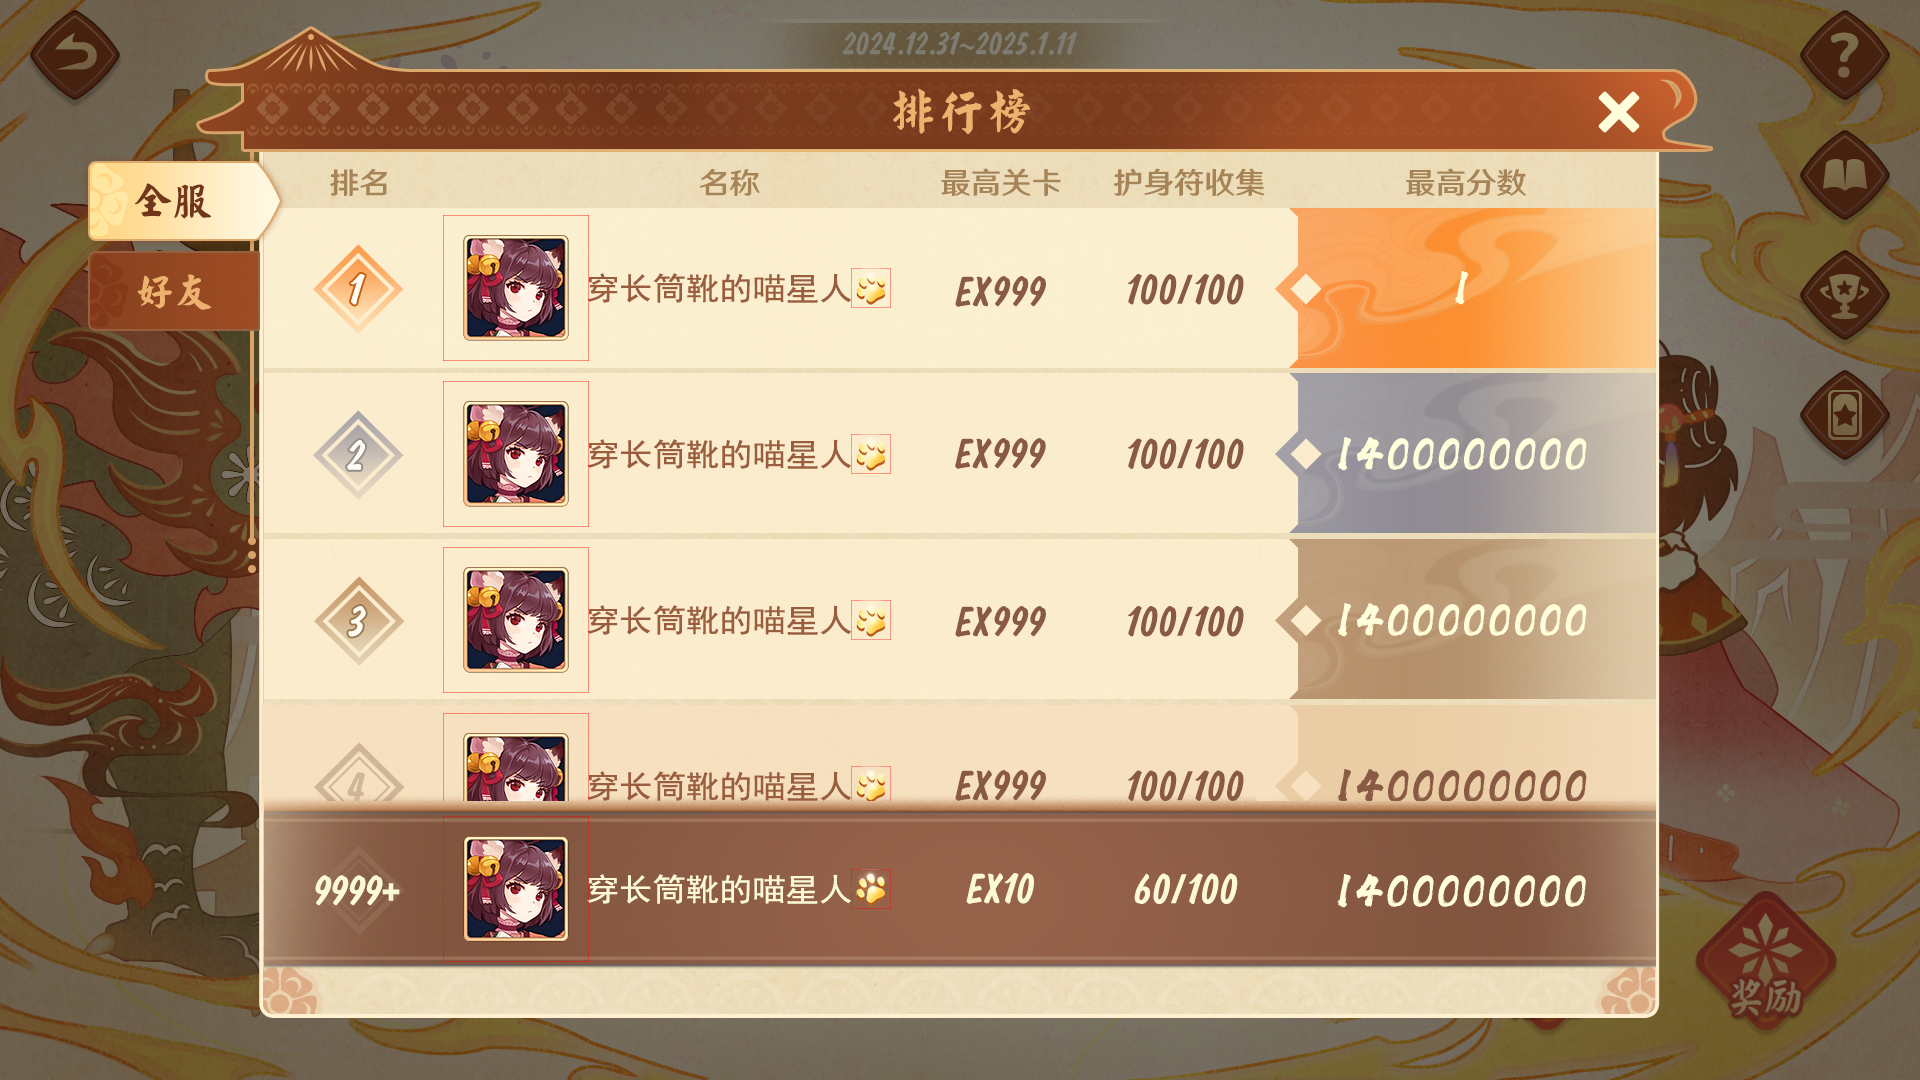 2024.12.31~2025.1.11
排行榜
全服
好友
排名 名称 最高关卡 护身符收集 最高分数
1 穿长筒靴的喵星人 EX999 100/100 1
2 穿长筒靴的喵星人 EX999 100/100 1400000000
3 穿长筒靴的喵星人 EX999 100/100 1400000000
4 穿长筒靴的喵星人 EX999 100/100 1400000000
9999+ 穿长筒靴的喵星人 EX10 60/100 1400000000
奖励